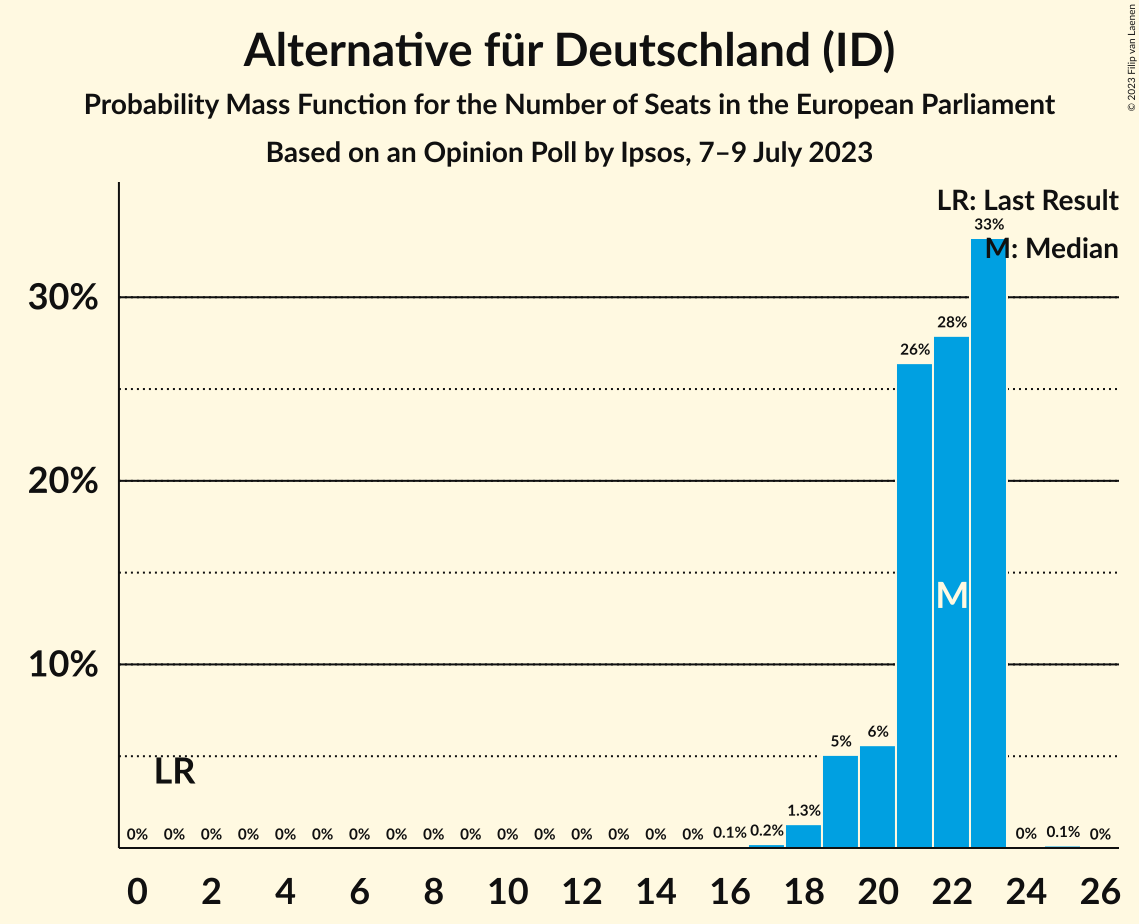 Alternative für Deutschland (ID)
Probability Mass Function for the Number of Seats in the European Parliament
Based on an Opinion Poll by Ipsos, 7–9 July 2023
© 2023 Filip van Laenen
LR: Last Result
M: Median
33%
30%
28%
26%
20%
M
10%
6%
5%
LR
1.3%
0% 0% 0% 0% 0% 0% 0% 0% 0% 0% 0% 0% 0% 0% 0% 0% 0.1% 0.2% 0% 0.1% 0%
0 2 4 6 8 10 12 14 16 18 20 22 24 26